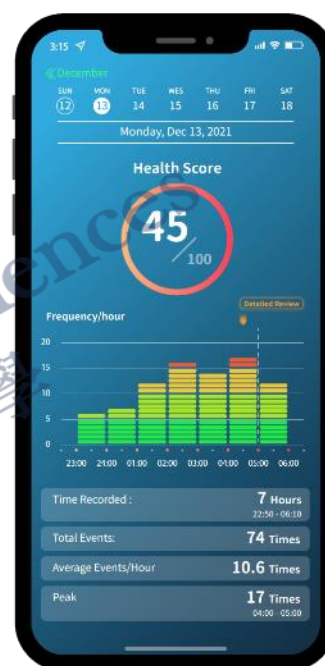 3:15
≪December
SUN MON TUE WES THU FRI SAT
12 13 14 15 16 17 18
Monday, Dec 13, 2021
Health Score
45/100
Detailed Review
Frequency/hour
20
15
10
5
0
23:00 24:00 01:00 02:00 03:00 04:00 05:00 06:00
Time Recorded : 7 Hours
22:50 - 06:10
Total Events: 74 Times
Average Events/Hour 10.6 Times
Peak 17 Times
04:00 - 05:00